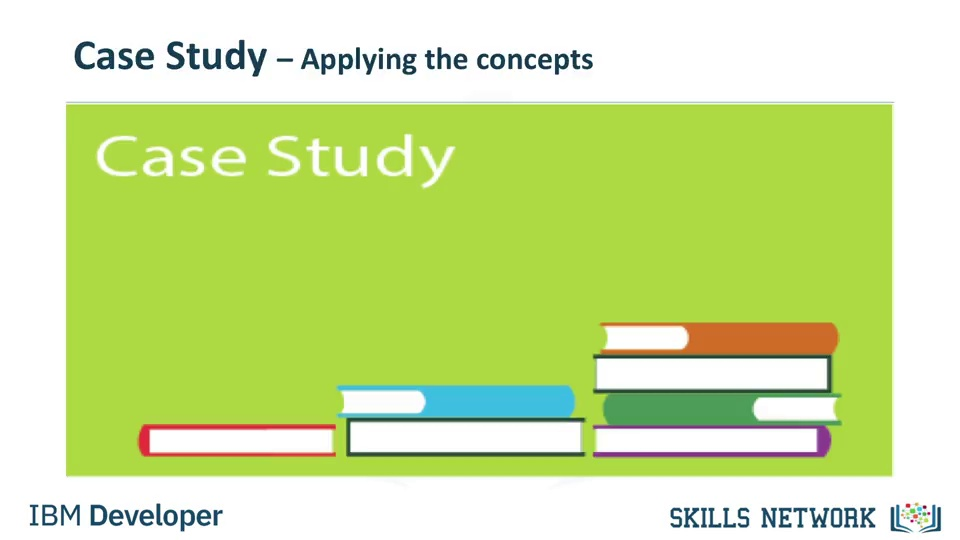 Case Study – Applying the concepts
Case Study
IBM Developer
SKILLS NETWORK